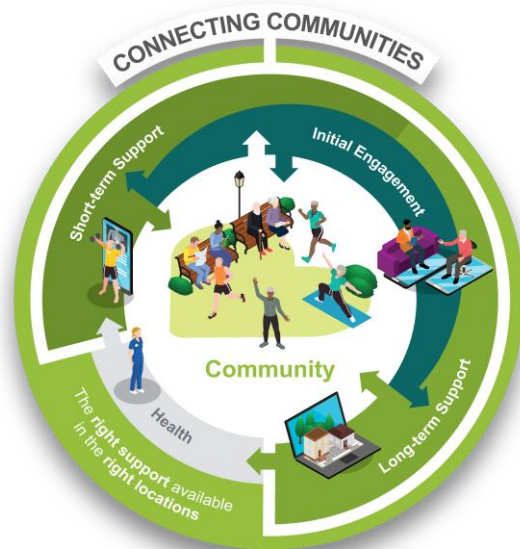 CONNECTING COMMUNITIES
Short-term Support
Initial Engagement
Community
Long-term Support
Health
The right support available
in the right locations